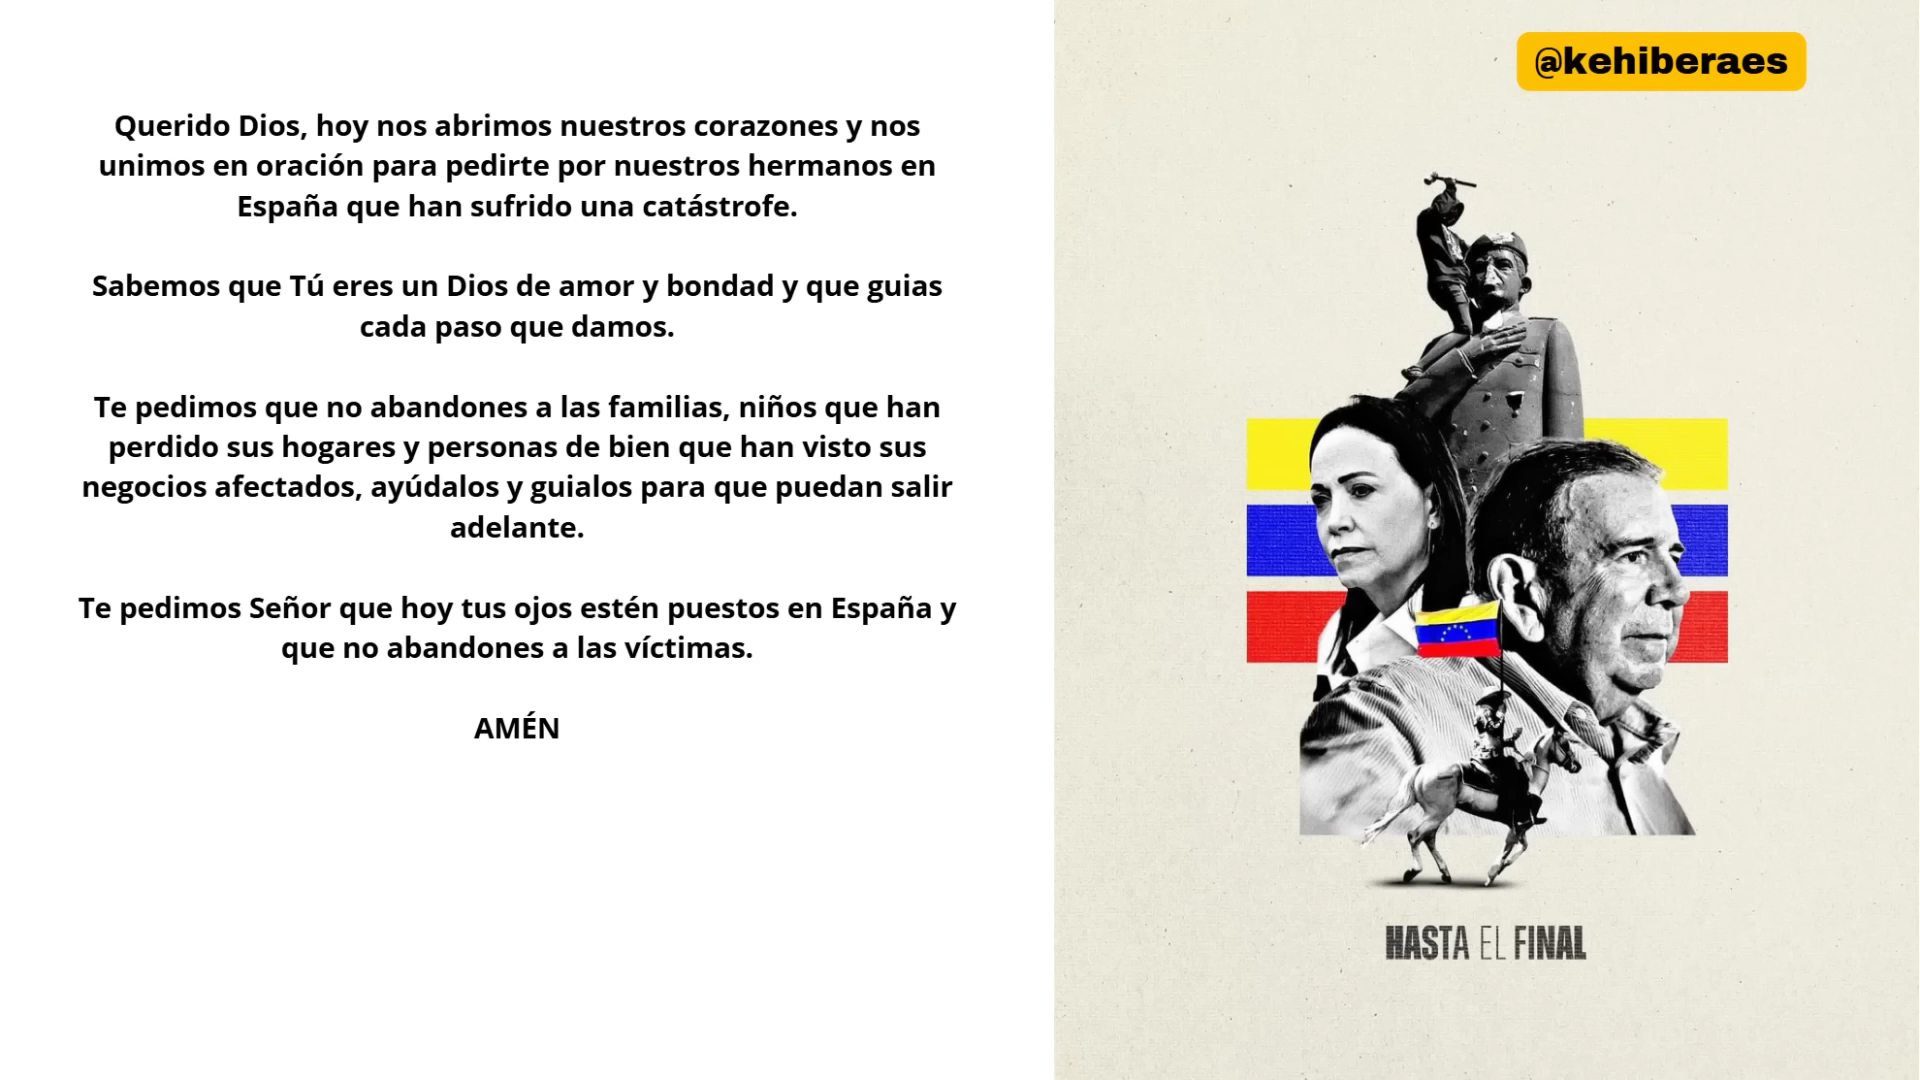 Querido Dios, hoy nos abrimos nuestros corazones y nos
unimos en oración para pedirte por nuestros hermanos en
España que han sufrido una catástrofe.
Sabemos que Tú eres un Dios de amor y bondad y que guias
cada paso que damos.
Te pedimos que no abandones a las familias, niños que han
perdido sus hogares y personas de bien que han visto sus
negocios afectados, ayúdalos y guialos para que puedan salir
adelante.
Te pedimos Señor que hoy tus ojos estén puestos en España y
que no abandones a las víctimas.
AMÉN
@kehiberaes
HASTA EL FINAL